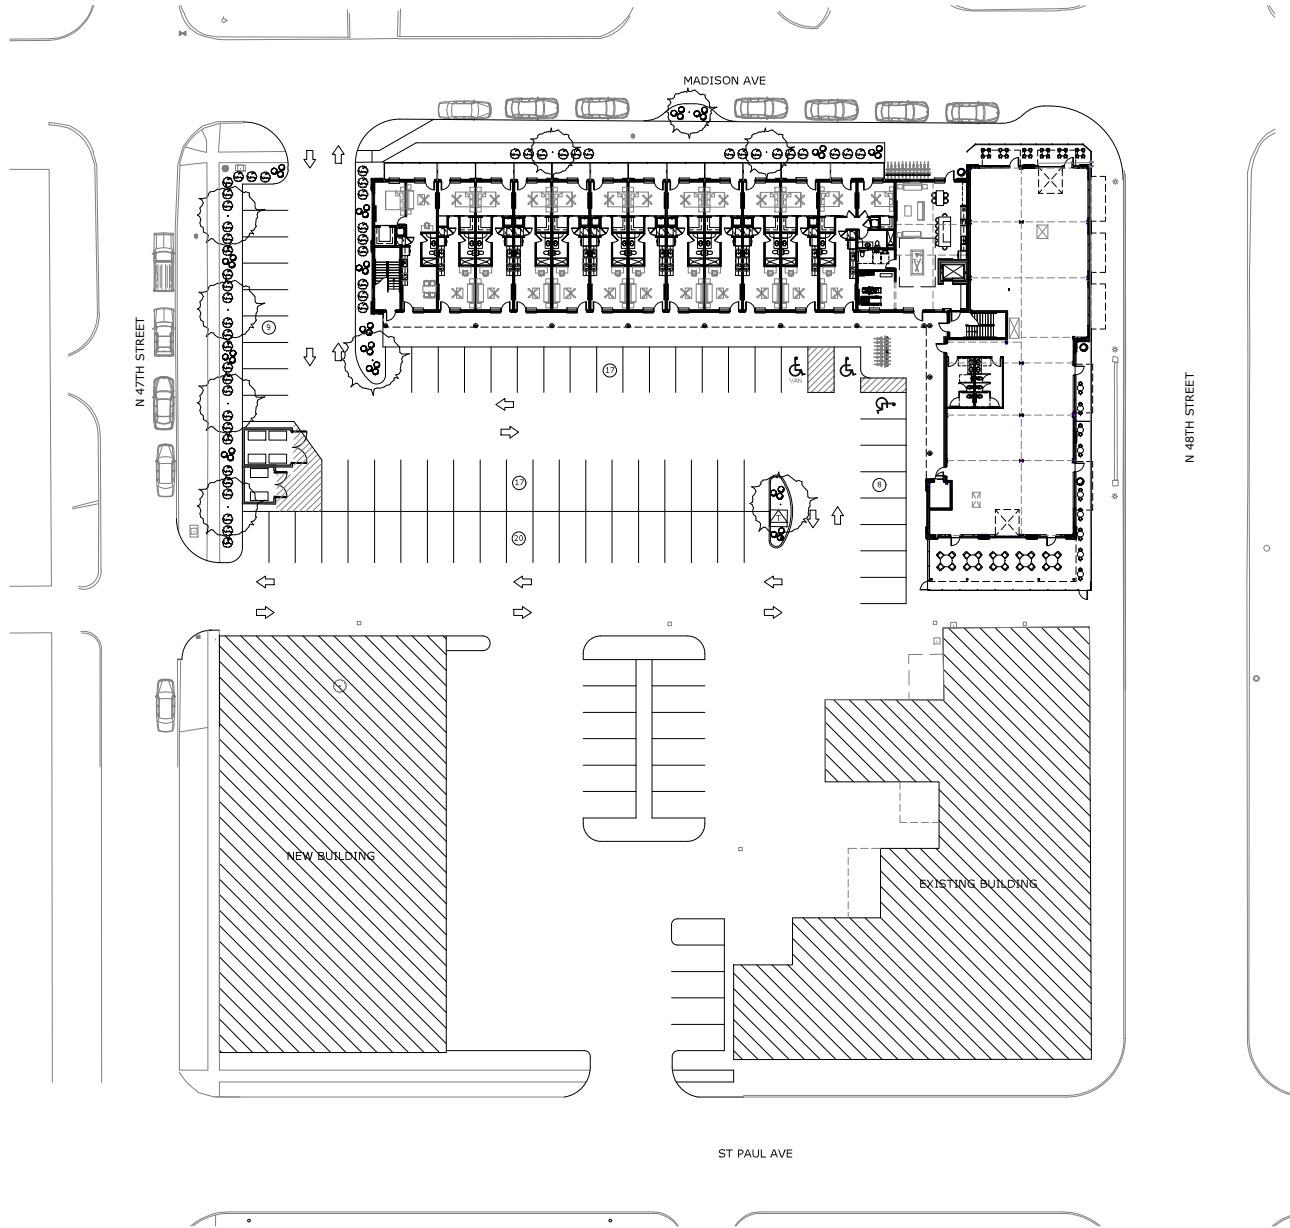 MADISON AVE
N 47TH STREET
9
17
VAN
N 48TH STREET
17
8
20
NEW BUILDING
EXISTING BUILDING
ST PAUL AVE